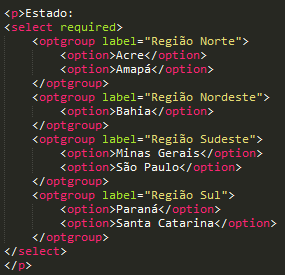 <p>Estado:
<select required>
    <optgroup label="Região Norte">
        <option>Acre</option>
        <option>Amapá</option>
    </optgroup>
    <optgroup label="Região Nordeste">
        <option>Bahia</option>
    </optgroup>
    <optgroup label="Região Sudeste">
        <option>Minas Gerais</option>
        <option>São Paulo</option>
    </optgroup>
    <optgroup label="Região Sul">
        <option>Paraná</option>
        <option>Santa Catarina</option>
    </optgroup>
</select>
</p>